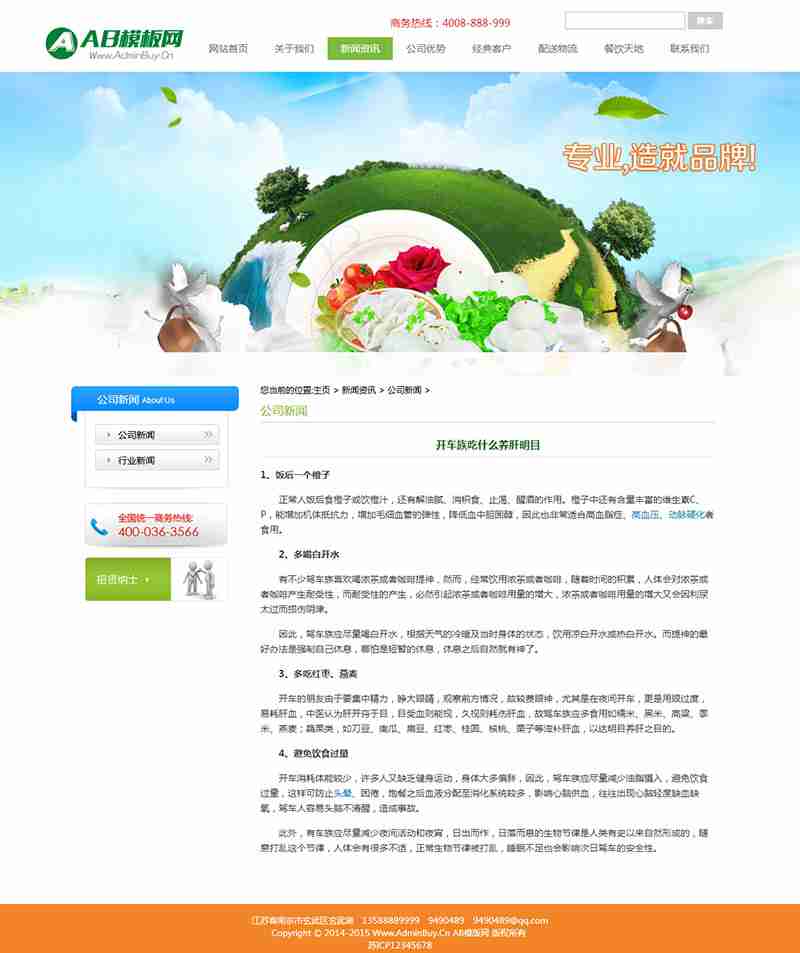 商务热线：4008-888-999
搜索
AB模板网
Www.AdminBuy.Cn
网站首页 关于我们 新闻资讯 公司优势 经典客户 配送物流 餐饮天地 联系我们
专业,造就品牌!
公司新闻 About Us
公司新闻
行业新闻
全国统一商务热线:
400-036-3566
招贤纳士
您当前的位置:主页 > 新闻资讯 > 公司新闻 >
公司新闻
开车族吃什么养肝明目
1、饭后一个橙子
正常人饭后食橙子或饮橙汁，还有解油腻、消积食、止渴、醒酒的作用。橙子中还有含量丰富的维生素C、
P，能增加机体抵抗力，增加毛细血管的弹性，降低血中胆固醇，因此也非常适合高血脂症、高血压、动脉硬化者
食用。
2、多喝白开水
有不少驾车族喜欢喝浓茶或者咖啡提神，然而，经常饮用浓茶或者咖啡，随着时间的积累，人体会对浓茶或
者咖啡产生耐受性，而耐受性的产生，必然引起浓茶或者咖啡用量的增大，浓茶或者咖啡用量的增大又会因利尿
太过而损伤阴津。
因此，驾车族应尽量喝白开水，根据天气的冷暖及当时身体的状态，饮用凉白开水或热白开水。而提神的最
好办法是强制自己休息，哪怕是短暂的休息，休息之后自然就有神了。
3、多吃红枣、燕麦
开车的朋友由于要集中精力，睁大眼睛，观察前方情况，故较费眼神，尤其是在夜间开车，更是用眼过度，
易耗肝血，中医认为肝开窍于目，目受血则能视，久视则耗伤肝血，故驾车族应多食用如糯米、黑米、高粱、黍
米、燕麦；蔬菜类，如刀豆、南瓜、扁豆、红枣、桂圆、核桃、栗子等滋补肝血，以达明目养肝之目的。
4、避免饮食过量
开车消耗体能较少，许多人又缺乏健身运动，身体大多偏胖，因此，驾车族应尽量减少油脂摄入，避免饮食
过量，这样可防止头晕、困倦，饱餐之后血液分配至消化系统较多，影响心脑供血，往往出现心脑轻度缺血缺
氧，驾车人容易头脑不清醒，造成事故。
此外，有车族应尽量减少夜间活动和夜宵，日出而作，日落而息的生物节律是人类有史以来自然形成的，随
意打乱这个节律，人体会有很多不适，正常生物节律被打乱，睡眠不足也会影响次日驾车的安全性。
江苏省南京市玄武区玄武湖 13588889999 9490489 9490489@qq.com
Copyright © 2014-2015 Www.AdminBuy.Cn AB模板网 版权所有
苏ICP12345678